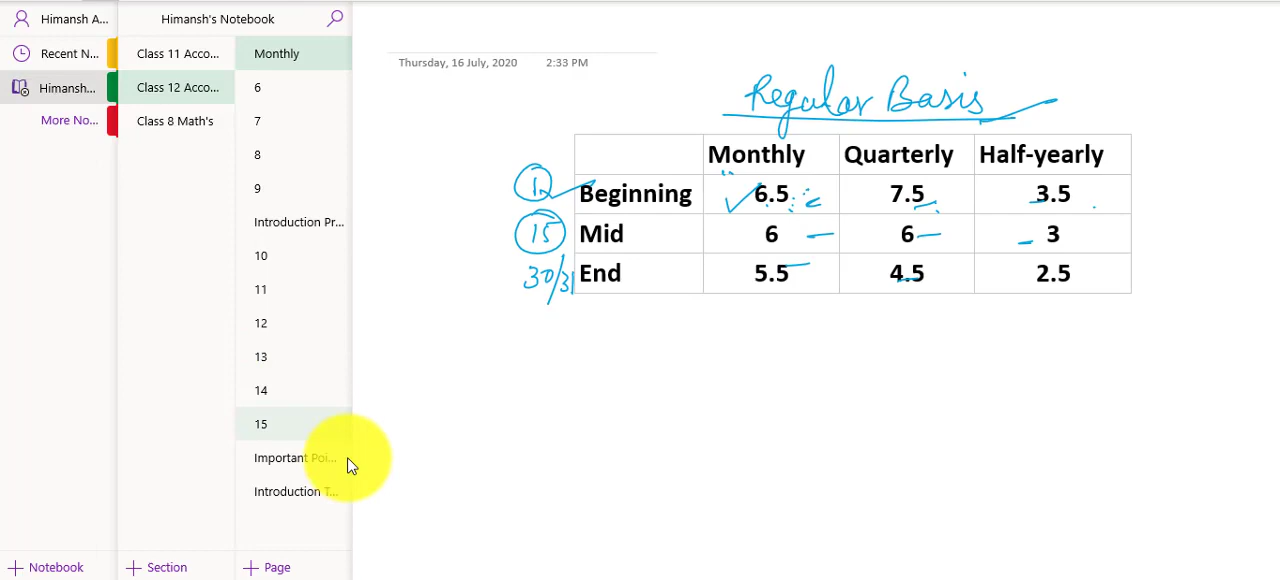 Himansh A...
Himansh's Notebook
Recent N...
Class 11 Acco...
Monthly
Himansh...
Class 12 Acco...
6
More No...
Class 8 Math's
7
8
9
Introduction Pr...
10
11
12
13
14
15
Important Poi...
Introduction T...
+ Notebook
+ Section
+ Page
Thursday, 16 July, 2020 2:33 PM
Regular Basis
Monthly Quarterly Half-yearly
1 Beginning 6.5 7.5 3.5
15 Mid 6 6 3
30/31 End 5.5 4.5 2.5